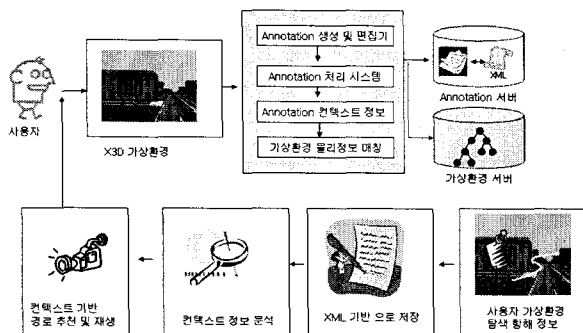 Annotation 생성 및 편집기
Annotation 처리 시스템
Annotation 컨텍스트 정보
가상환경 물리정보 매칭
XML
Annotation 서버
가상환경 서버
사용자
X3D 가상환경
컨텍스트 기반
경로 추천 및 재생
컨텍스트 정보 분석
XML 기반 으로 저장
사용자 가상환경
탐색 항해 정보